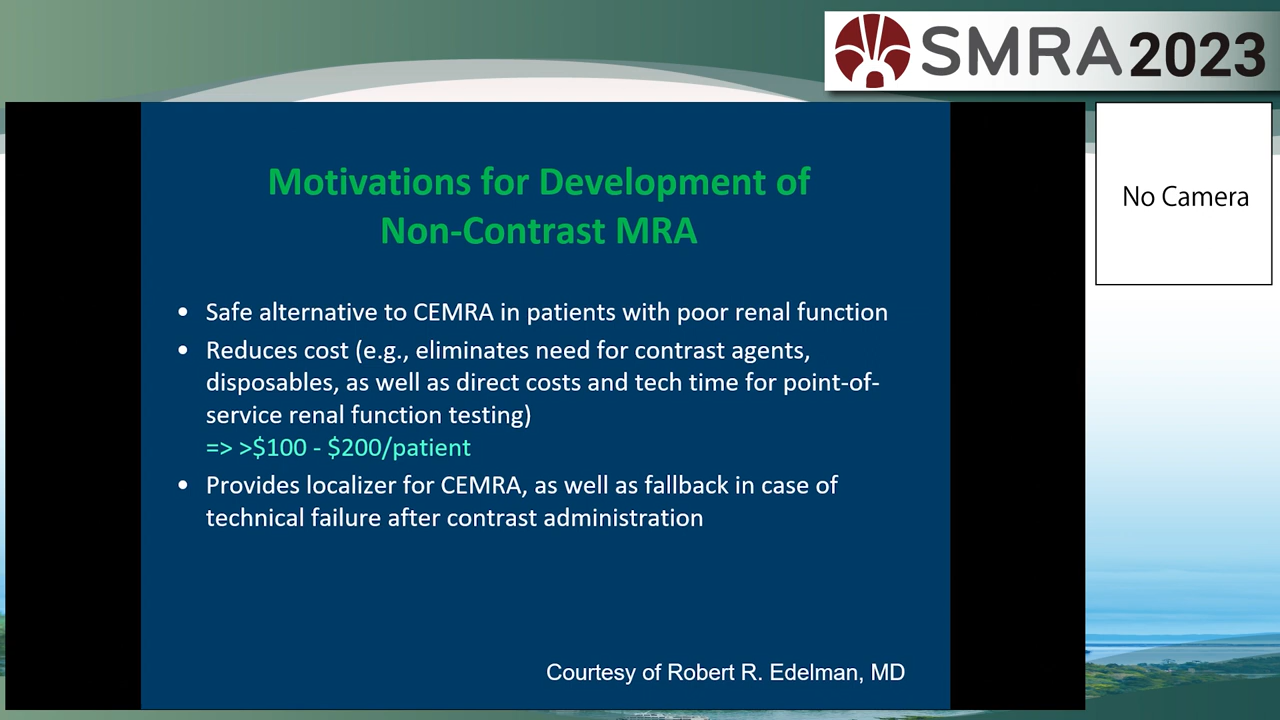 SMRA 2023
No Camera
Motivations for Development of
Non-Contrast MRA
• Safe alternative to CEMRA in patients with poor renal function
• Reduces cost (e.g., eliminates need for contrast agents,
disposables, as well as direct costs and tech time for point-of-
service renal function testing)
=> >$100 - $200/patient
• Provides localizer for CEMRA, as well as fallback in case of
technical failure after contrast administration
Courtesy of Robert R. Edelman, MD